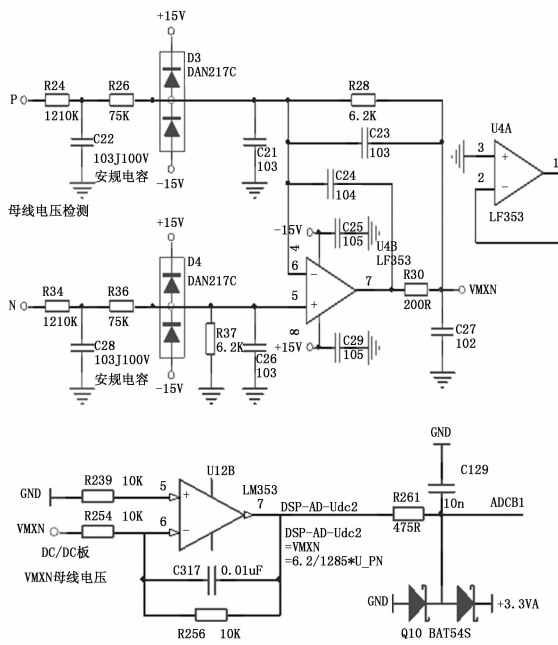 +15V
D3
DAN217C
P
R24
1210K
R26
75K
C22
103J100V
安规电容
-15V
C21
103
R28
6.2K
C23
103
C24
104
U4A
3
+
2
-
1
LF353
母线电压检测
+15V
D4
DAN217C
N
R34
1210K
R36
75K
C28
103J100V
安规电容
-15V
R37
6.2K
C26
103
-15V
4
C25
105
U4B
LF353
6
-
5
+
7
8
+15V
C29
105
R30
200R
VMXN
C27
102
GND
R239
10K
5
+
U12B
LM353
7
VMXN
R254
10K
6
-
DC/DC板
VMXN母线电压
C317
0.01uF
R256
10K
DSP-AD-Udc2
DSP-AD-Udc2
=VMXN
=6.2/1285*U_PN
R261
475R
GND
C129
10n
ADCB1
GND
+3.3VA
Q10 BAT54S